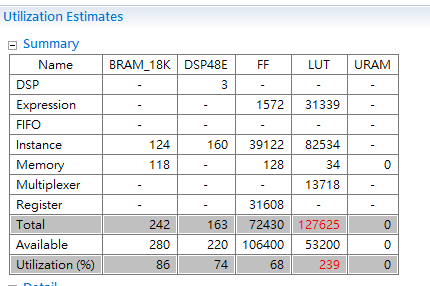 Utilization Estimates
Summary
Name BRAM_18K DSP48E FF LUT URAM
DSP - 3 - - -
Expression - - 1572 31339 -
FIFO - - - - -
Instance 124 160 39122 82534 -
Memory 118 - 128 34 0
Multiplexer - - - 13718 -
Register - - 31608 - -
Total 242 163 72430 127625 0
Available 280 220 106400 53200 0
Utilization (%) 86 74 68 239 0
Detail